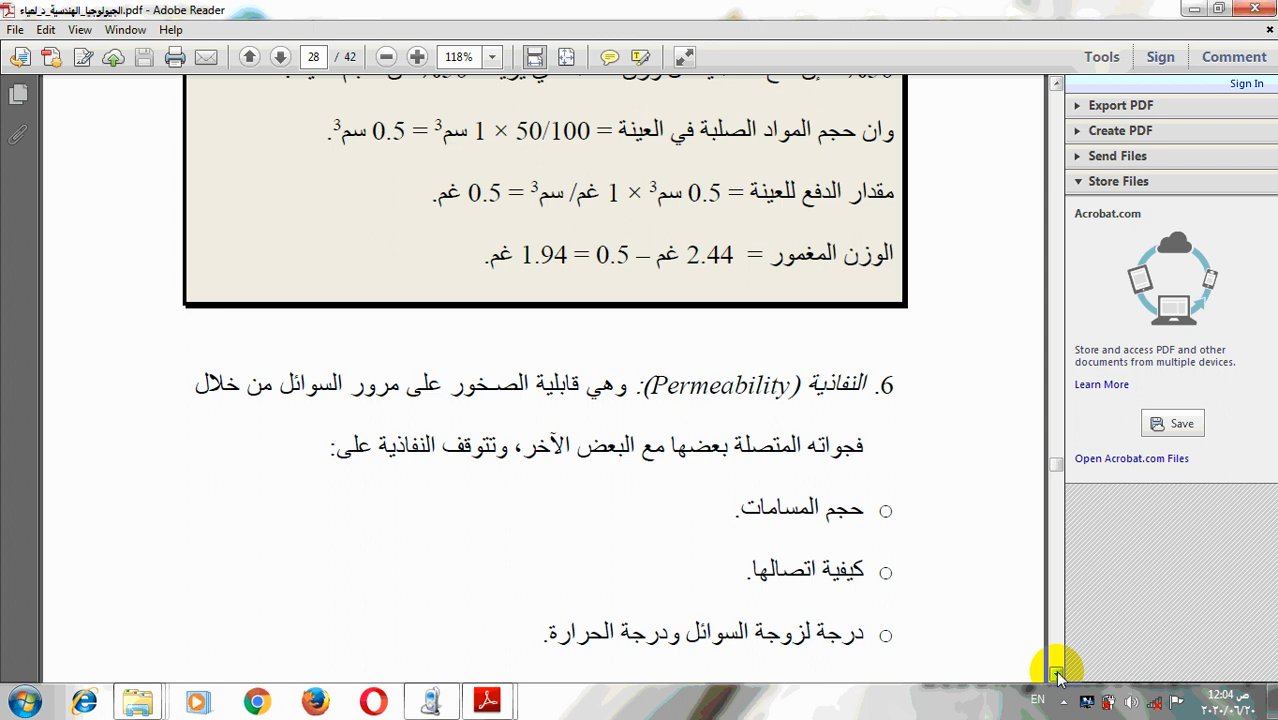 الجيولوجيا_الهندسية_د_لمياء.pdf - Adobe Reader
File Edit View Window Help
28 / 42 118% Tools Sign Comment
Sign In
وان حجم المواد الصلبة في العينة = 50/100 × 1 سم3 = 0.5 سم3.
مقدار الدفع للعينة = 0.5 سم3 × 1 غم/ سم3 = 0.5 غم.
الوزن المغمور = 2.44 غم – 0.5 = 1.94 غم.
6. النفاذية (Permeability): وهي قابلية الصخور على مرور السوائل من خلال
فجواته المتصلة بعضها مع البعض الآخر، وتتوقف النفاذية على:
○ حجم المسامات.
○ كيفية اتصالها.
○ درجة لزوجة السوائل ودرجة الحرارة.
Export PDF
Create PDF
Send Files
Store Files
Acrobat.com
Store and access PDF and other
documents from multiple devices.
Learn More
Save
Open Acrobat.com Files
EN
12:04 ص
٢٠٢٠/٠٦/٢٠